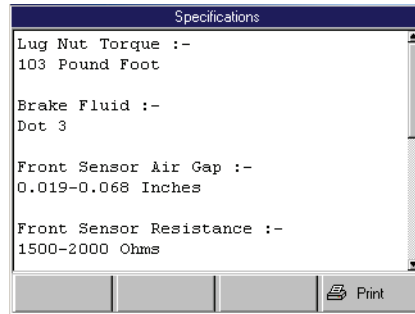 Specifications
Lug Nut Torque :-
103 Pound Foot
Brake Fluid :-
Dot 3
Front Sensor Air Gap :-
0.019-0.068 Inches
Front Sensor Resistance :-
1500-2000 Ohms
Print